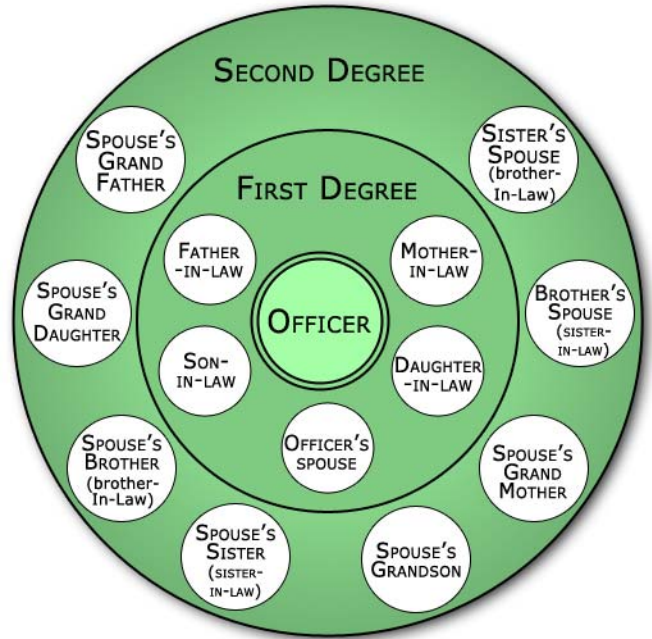 SECOND DEGREE
SPOUSE'S
GRAND
FATHER
SISTER'S
SPOUSE
(brother-
In-Law)
FIRST DEGREE
FATHER
-IN-LAW
MOTHER-
IN-LAW
OFFICER
SPOUSE'S
GRAND
DAUGHTER
BROTHER'S
SPOUSE
(SISTER-
IN-LAW)
SON-
IN-LAW
DAUGHTER
-IN-LAW
OFFICER'S
SPOUSE
SPOUSE'S
BROTHER
(brother-
In-Law)
SPOUSE'S
GRAND
MOTHER
SPOUSE'S
SISTER
(SISTER-
IN-LAW)
SPOUSE'S
GRANDSON